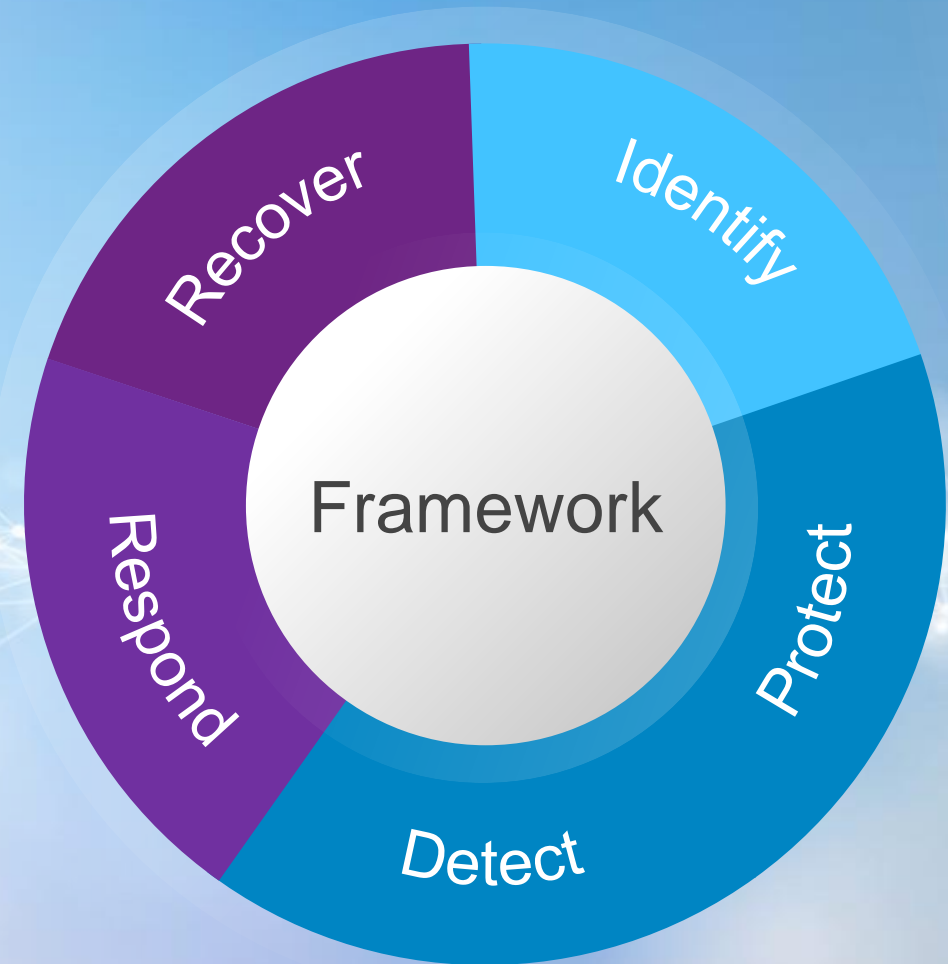 Identify
Protect
Detect
Respond
Recover
Framework